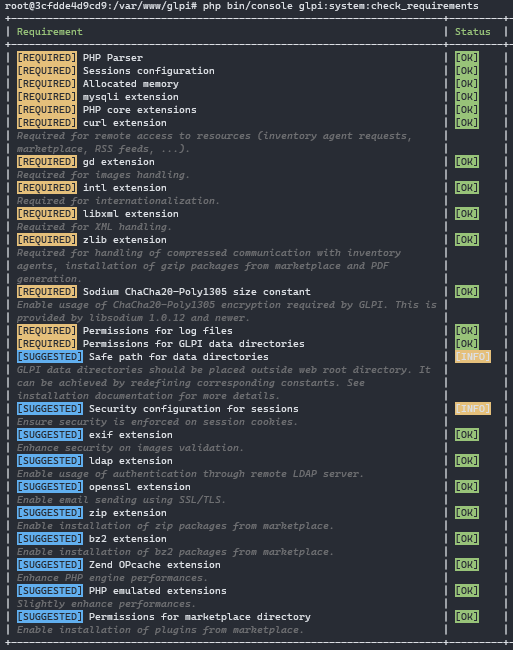 root@3cfdde4d9cd9:/var/www/glpi# php bin/console glpi:system:check_requirements
Requirement Status
[REQUIRED] PHP Parser [OK]
[REQUIRED] Sessions configuration [OK]
[REQUIRED] Allocated memory [OK]
[REQUIRED] mysqli extension [OK]
[REQUIRED] PHP core extensions [OK]
[REQUIRED] curl extension [OK]
Required for remote access to resources (inventory agent requests,
marketplace, RSS feeds, ...).
[REQUIRED] gd extension [OK]
Required for images handling.
[REQUIRED] intl extension [OK]
Required for internationalization.
[REQUIRED] libxml extension [OK]
Required for XML handling.
[REQUIRED] zlib extension [OK]
Required for handling of compressed communication with inventory
agents, installation of gzip packages from marketplace and PDF
generation.
[REQUIRED] Sodium ChaCha20-Poly1305 size constant [OK]
Enable usage of ChaCha20-Poly1305 encryption required by GLPI. This is
provided by libsodium 1.0.12 and newer.
[REQUIRED] Permissions for log files [OK]
[REQUIRED] Permissions for GLPI data directories [OK]
[SUGGESTED] Safe path for data directories [INFO]
GLPI data directories should be placed outside web root directory. It
can be achieved by redefining corresponding constants. See
installation documentation for more details.
[SUGGESTED] Security configuration for sessions [INFO]
Ensure security is enforced on session cookies.
[SUGGESTED] exif extension [OK]
Enhance security on images validation.
[SUGGESTED] ldap extension [OK]
Enable usage of authentication through remote LDAP server.
[SUGGESTED] openssl extension [OK]
Enable email sending using SSL/TLS.
[SUGGESTED] zip extension [OK]
Enable installation of zip packages from marketplace.
[SUGGESTED] bz2 extension [OK]
Enable installation of bz2 packages from marketplace.
[SUGGESTED] Zend OPcache extension [OK]
Enhance PHP engine performances.
[SUGGESTED] PHP emulated extensions [OK]
Slightly enhance performances.
[SUGGESTED] Permissions for marketplace directory [OK]
Enable installation of plugins from marketplace.